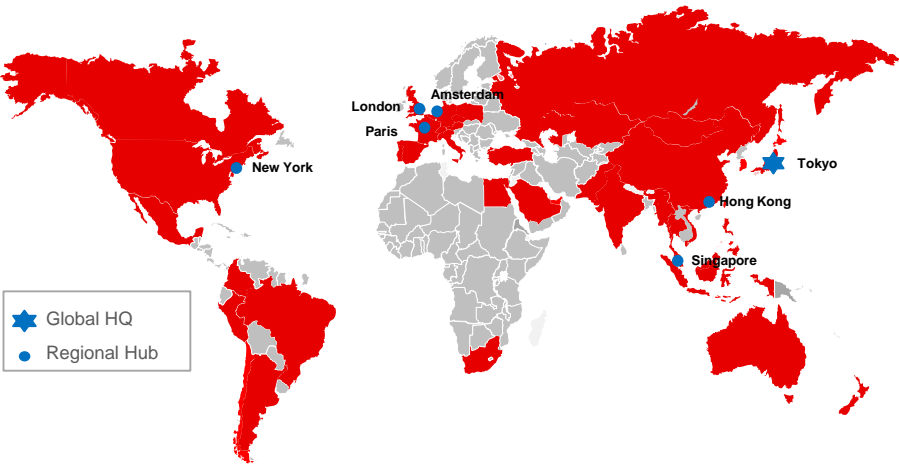 Amsterdam
London
Paris
New York
Tokyo
Hong Kong
Singapore
Global HQ
Regional Hub